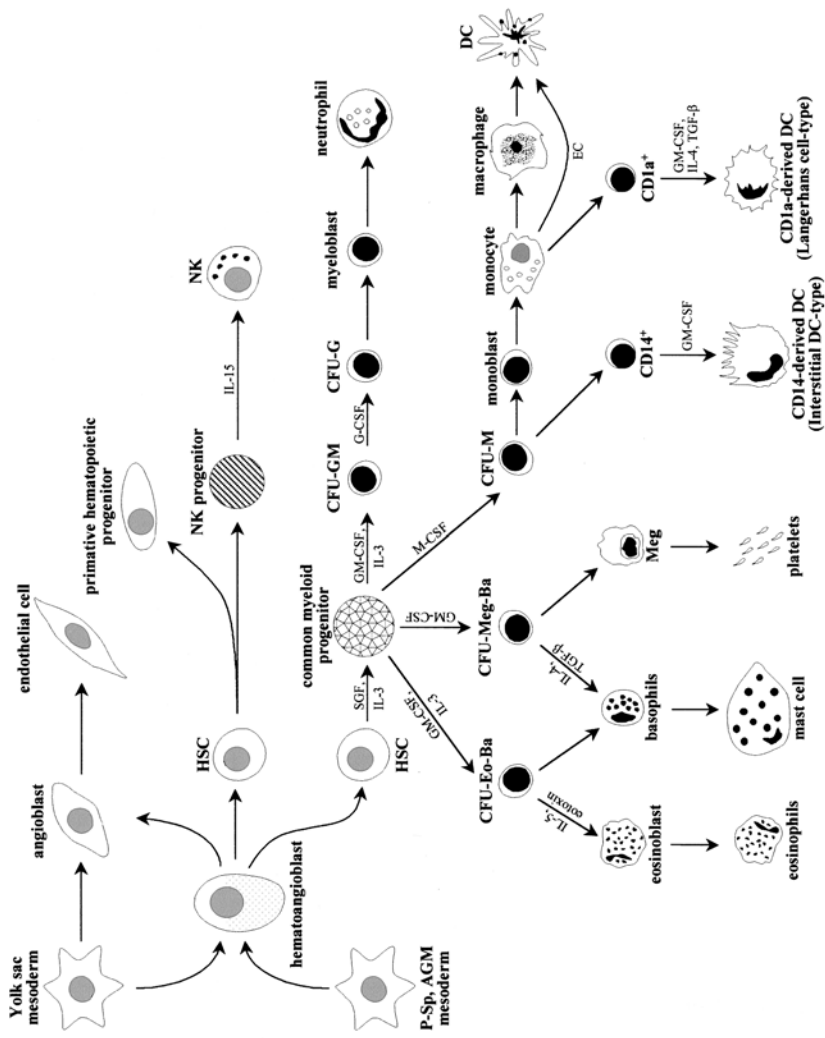 Yolk sac
mesoderm
angioblast
endothelial cell
primative hematopoietic
progenitor
hematoangioblast
HSC
NK progenitor
IL-15
NK
P-Sp, AGM
mesoderm
HSC
SGF,
IL-3
common myeloid
progenitor
GM-CSF,
IL-3
CFU-GM
G-CSF
CFU-G
myeloblast
neutrophil
GM-CSF,
IL-3
GM-CSF
M-CSF
CFU-Eo-Ba
CFU-Meg-Ba
CFU-M
monoblast
monocyte
macrophage
DC
EC
IL-5,
eotoxin
IL-4,
TGF-β
eosinoblast
basophils
Meg
CD14+
CD1a+
GM-CSF
GM-CSF,
IL-4, TGF-β
eosinophils
mast cell
platelets
CD14-derived DC
(Interstitial DC-type)
CD1a-derived DC
(Langerhans cell-type)